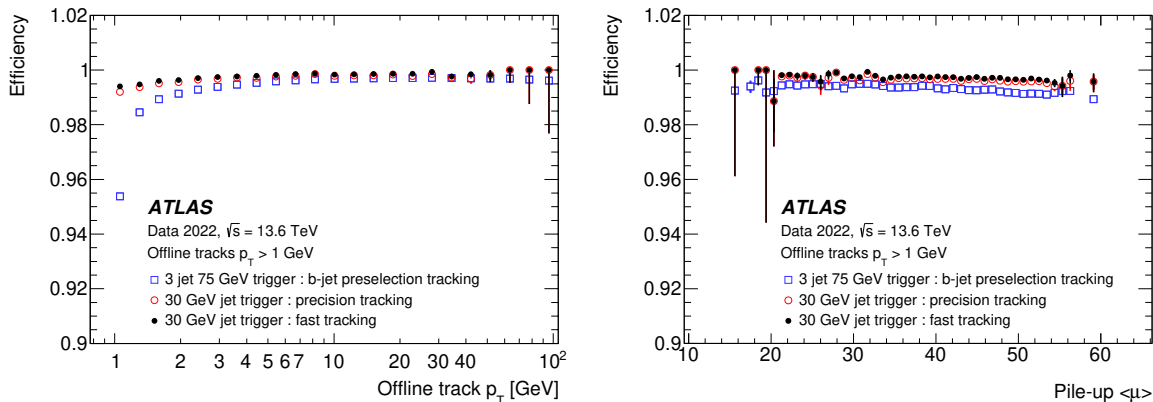 Efficiency
1.02
1
0.98
0.96
0.94
0.92
0.9
ATLAS
Data 2022, √s = 13.6 TeV
Offline tracks p_T > 1 GeV
3 jet 75 GeV trigger : b-jet preselection tracking
30 GeV jet trigger : precision tracking
30 GeV jet trigger : fast tracking
1 2 3 4 5 6 7 10 20 30 40 10²
Offline track p_T [GeV]
Efficiency
1.02
1
0.98
0.96
0.94
0.92
0.9
ATLAS
Data 2022, √s = 13.6 TeV
Offline tracks p_T > 1 GeV
3 jet 75 GeV trigger : b-jet preselection tracking
30 GeV jet trigger : precision tracking
30 GeV jet trigger : fast tracking
10 20 30 40 50 60
Pile-up <μ>